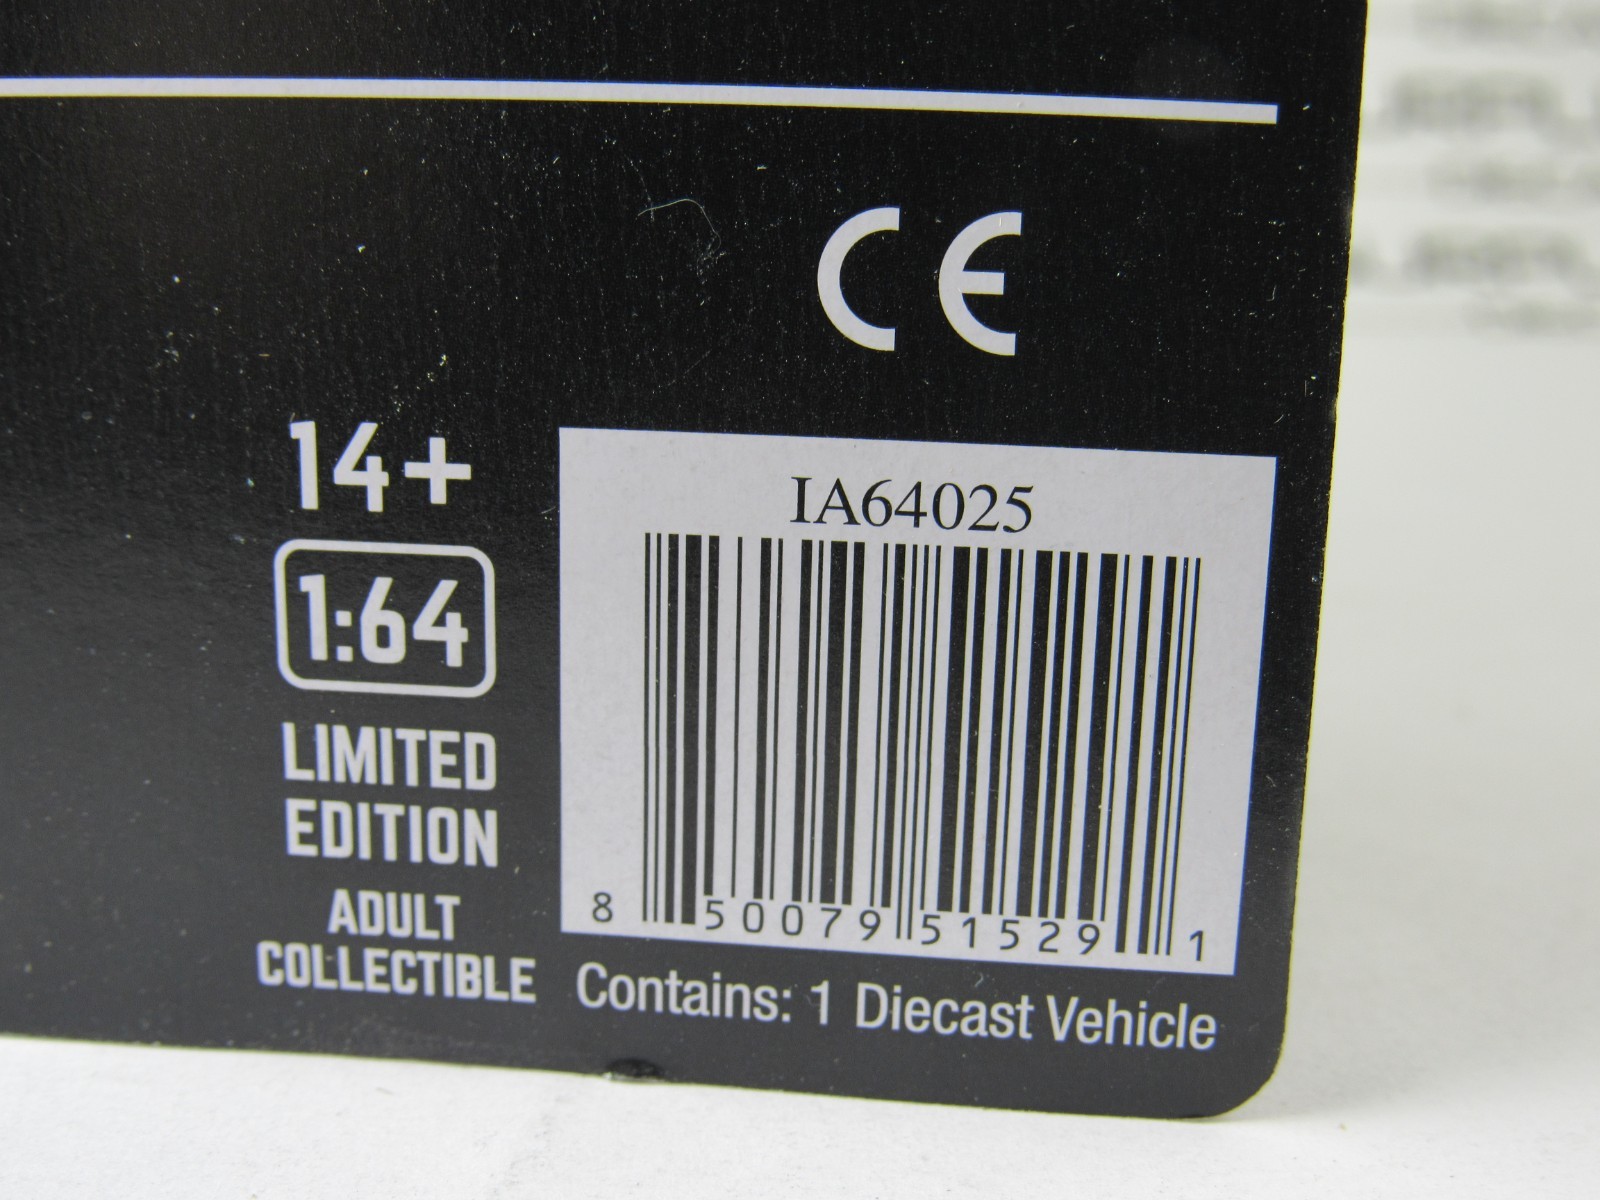 CE
14+
1:64
LIMITED
EDITION
ADULT
COLLECTIBLE
IA64025
8 50079 51529 1
Contains: 1 Diecast Vehicle